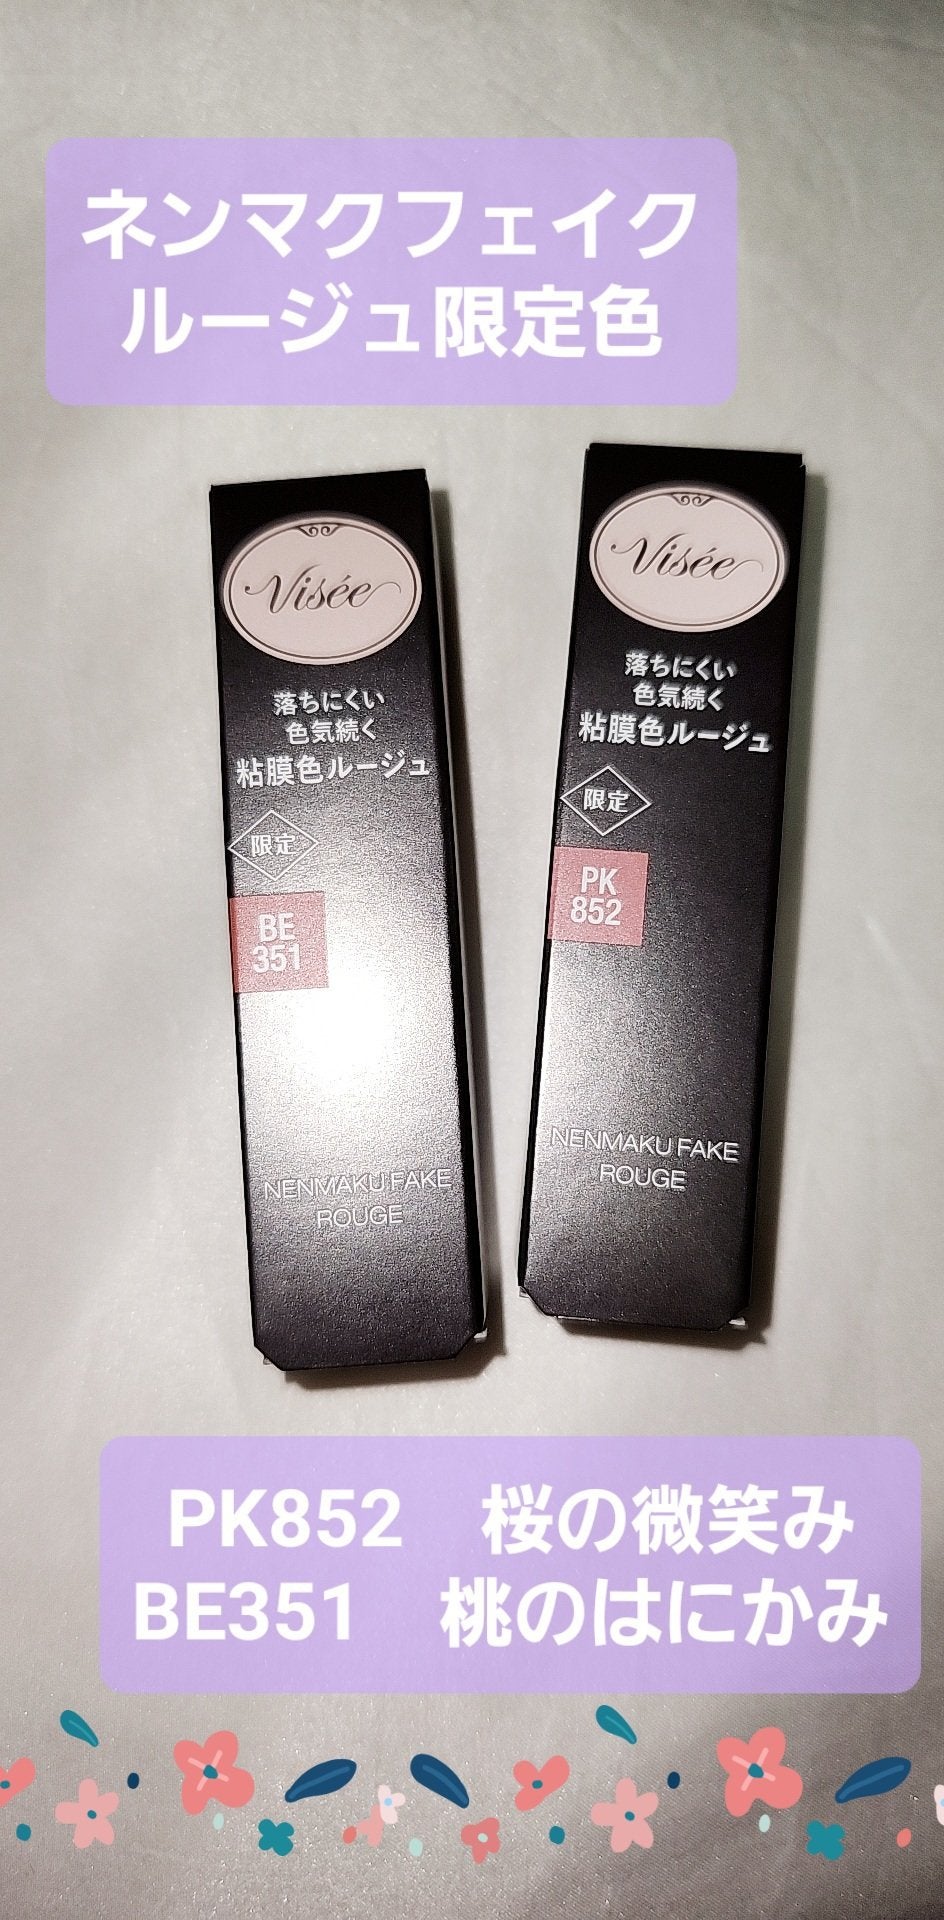 ネンマクフェイク
ルージュ限定色
Visée
落ちにくい
色気続く
粘膜色ルージュ
限定
BE
351
NENMAKU FAKE
ROUGE
Visée
落ちにくい
色気続く
粘膜色ルージュ
限定
PK
852
NENMAKU FAKE
ROUGE
PK852　桜の微笑み
BE351　桃のはにかみ